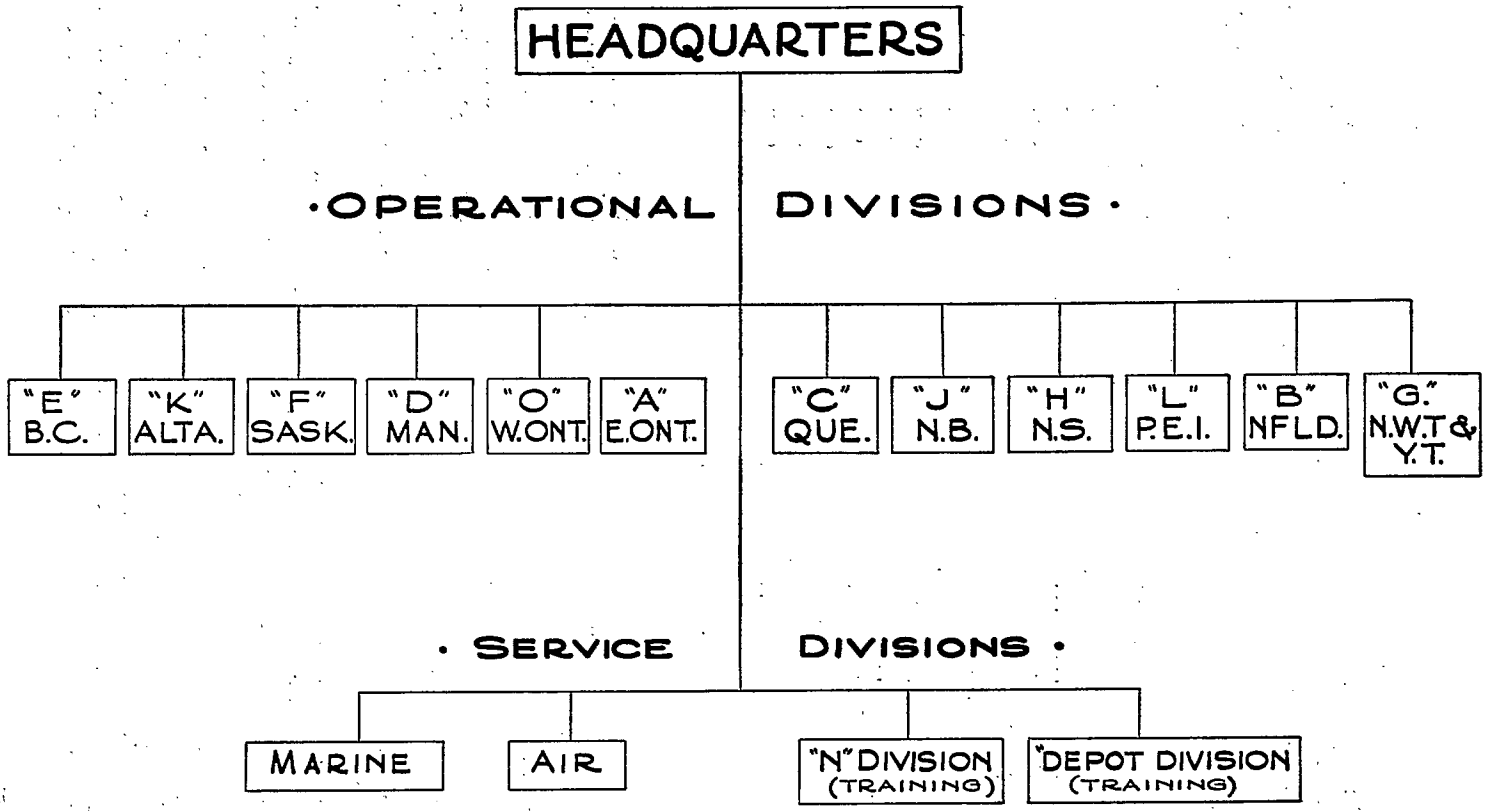 HEADQUARTERS
· OPERATIONAL DIVISIONS ·
"E"
B.C.
"K"
ALTA.
"F"
SASK.
"D"
MAN.
"O"
W.ONT.
"A"
E.ONT.
"C"
QUE.
"J"
N.B.
"H"
N.S.
"L"
P.E.I.
"B"
NFLD.
"G."
N.W.T &
Y.T.
· SERVICE DIVISIONS ·
MARINE
AIR
"N" DIVISION
(TRAINING)
"DEPOT DIVISION
(TRAINING)